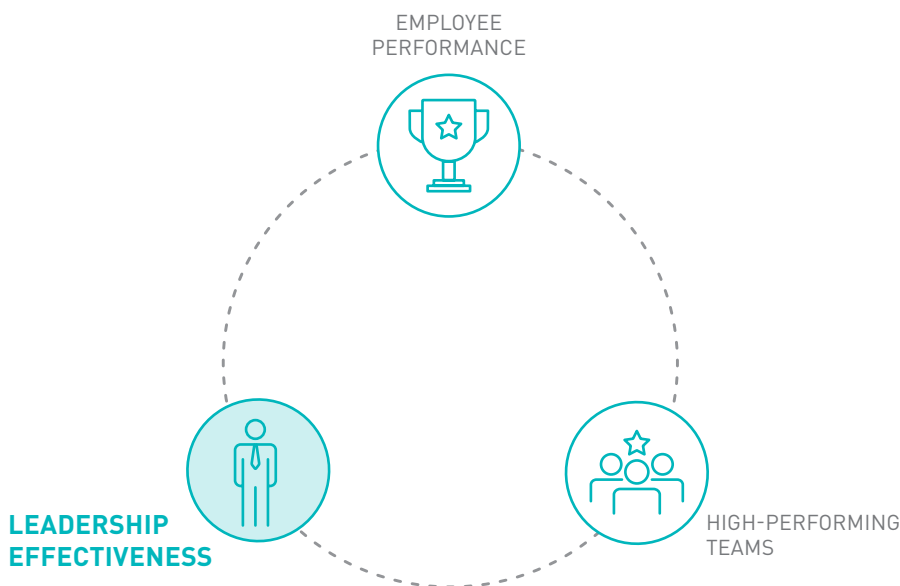 EMPLOYEE
PERFORMANCE
LEADERSHIP
EFFECTIVENESS
HIGH-PERFORMING
TEAMS